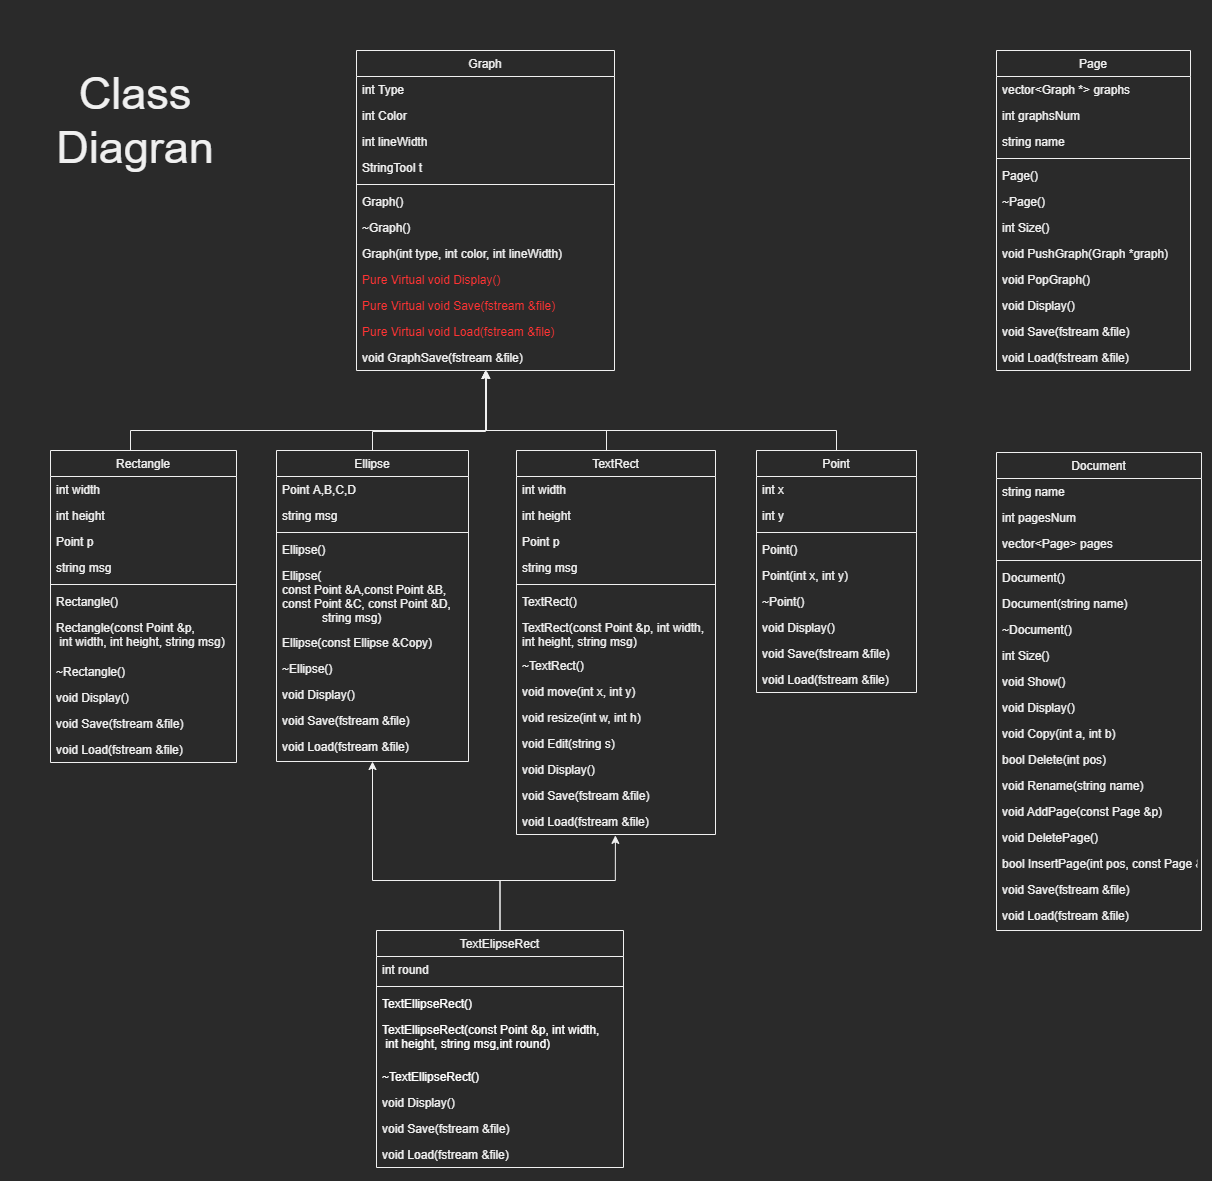 Class
Diagran
Graph
int Type
int Color
int lineWidth
StringTool t
Graph()
~Graph()
Graph(int type, int color, int lineWidth)
Pure Virtual void Display()
Pure Virtual void Save(fstream &file)
Pure Virtual void Load(fstream &file)
void GraphSave(fstream &file)
Page
vector<Graph *> graphs
int graphsNum
string name
Page()
~Page()
int Size()
void PushGraph(Graph *graph)
void PopGraph()
void Display()
void Save(fstream &file)
void Load(fstream &file)
Rectangle
int width
int height
Point p
string msg
Rectangle()
Rectangle(const Point &p,
int width, int height, string msg)
~Rectangle()
void Display()
void Save(fstream &file)
void Load(fstream &file)
Ellipse
Point A,B,C,D
string msg
Ellipse()
Ellipse(
const Point &A,const Point &B,
const Point &C, const Point &D,
string msg)
Ellipse(const Ellipse &Copy)
~Ellipse()
void Display()
void Save(fstream &file)
void Load(fstream &file)
TextRect
int width
int height
Point p
string msg
TextRect()
TextRect(const Point &p, int width,
int height, string msg)
~TextRect()
void move(int x, int y)
void resize(int w, int h)
void Edit(string s)
void Display()
void Save(fstream &file)
void Load(fstream &file)
Point
int x
int y
Point()
Point(int x, int y)
~Point()
void Display()
void Save(fstream &file)
void Load(fstream &file)
Document
string name
int pagesNum
vector<Page> pages
Document()
Document(string name)
~Document()
int Size()
void Show()
void Display()
void Copy(int a, int b)
bool Delete(int pos)
void Rename(string name)
void AddPage(const Page &p)
void DeletePage()
bool InsertPage(int pos, const Page &
void Save(fstream &file)
void Load(fstream &file)
TextElipseRect
int round
TextEllipseRect()
TextEllipseRect(const Point &p, int width,
int height, string msg,int round)
~TextEllipseRect()
void Display()
void Save(fstream &file)
void Load(fstream &file)